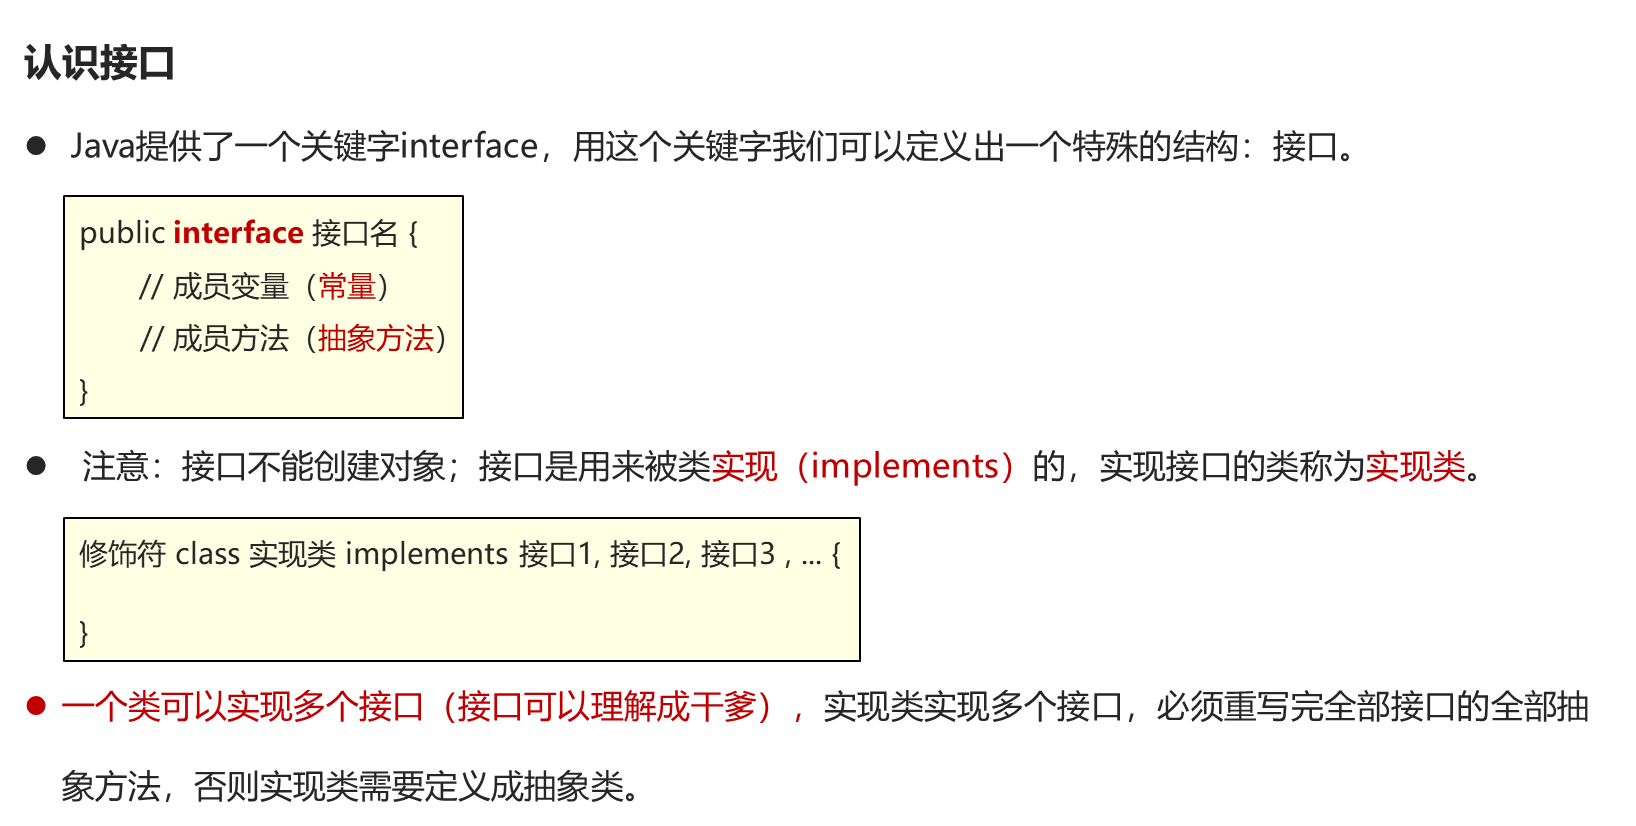 认识接口
● Java提供了一个关键字interface，用这个关键字我们可以定义出一个特殊的结构：接口。
public interface 接口名 {
// 成员变量（常量）
// 成员方法（抽象方法）
}
● 注意：接口不能创建对象；接口是用来被类实现（implements）的，实现接口的类称为实现类。
修饰符 class 实现类 implements 接口1, 接口2, 接口3 , ... {
}
● 一个类可以实现多个接口（接口可以理解成干爹），实现类实现多个接口，必须重写完全部接口的全部抽
象方法，否则实现类需要定义成抽象类。